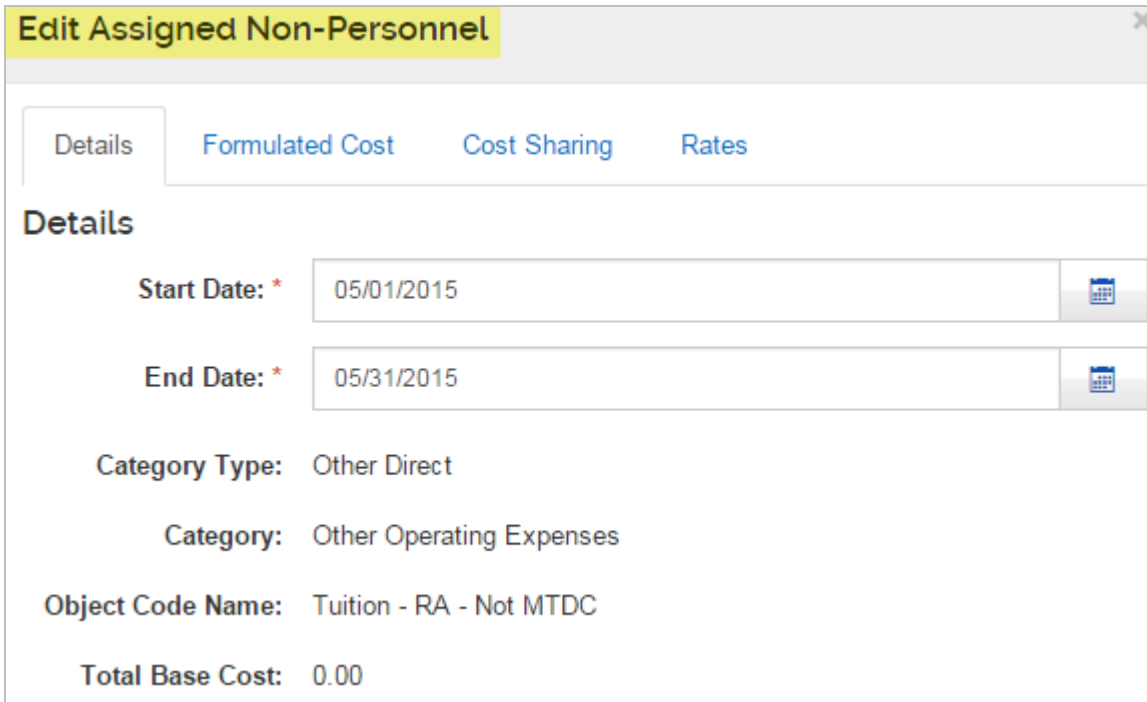 Edit Assigned Non-Personnel
Details Formulated Cost Cost Sharing Rates
Details
Start Date: * 05/01/2015
End Date: * 05/31/2015
Category Type: Other Direct
Category: Other Operating Expenses
Object Code Name: Tuition - RA - Not MTDC
Total Base Cost: 0.00